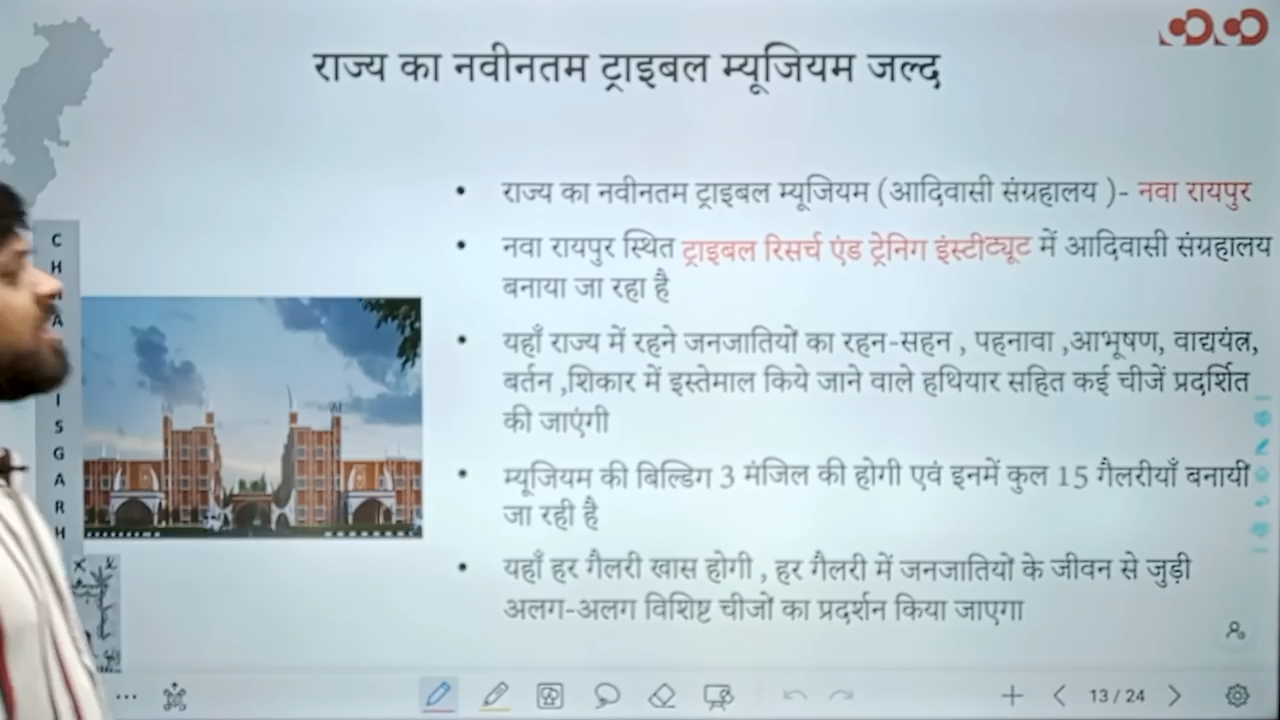 राज्य का नवीनतम ट्राइबल म्यूजियम जल्द
• राज्य का नवीनतम ट्राइबल म्यूजियम (आदिवासी संग्रहालय )- नवा रायपुर
• नवा रायपुर स्थित ट्राइबल रिसर्च एंड ट्रेनिग इंस्टीट्यूट में आदिवासी संग्रहालय
बनाया जा रहा है
• यहाँ राज्य में रहने जनजातियों का रहन-सहन , पहनावा ,आभूषण, वाद्ययंत्र,
बर्तन ,शिकार में इस्तेमाल किये जाने वाले हथियार सहित कई चीजें प्रदर्शित
की जाएंगी
• म्यूजियम की बिल्डिग 3 मंजिल की होगी एवं इनमें कुल 15 गैलरीयाँ बनायीं
जा रही है
• यहाँ हर गैलरी खास होगी , हर गैलरी में जनजातियों के जीवन से जुड़ी
अलग-अलग विशिष्ट चीजों का प्रदर्शन किया जाएगा
13 / 24